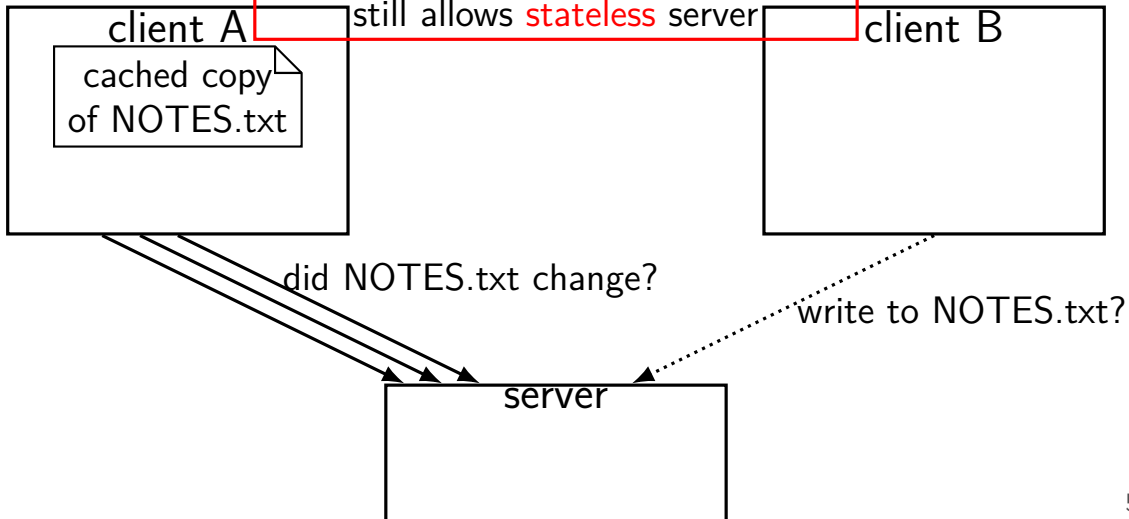 still allows stateless server
client A
client B
cached copy
of NOTES.txt
did NOTES.txt change?
write to NOTES.txt?
server